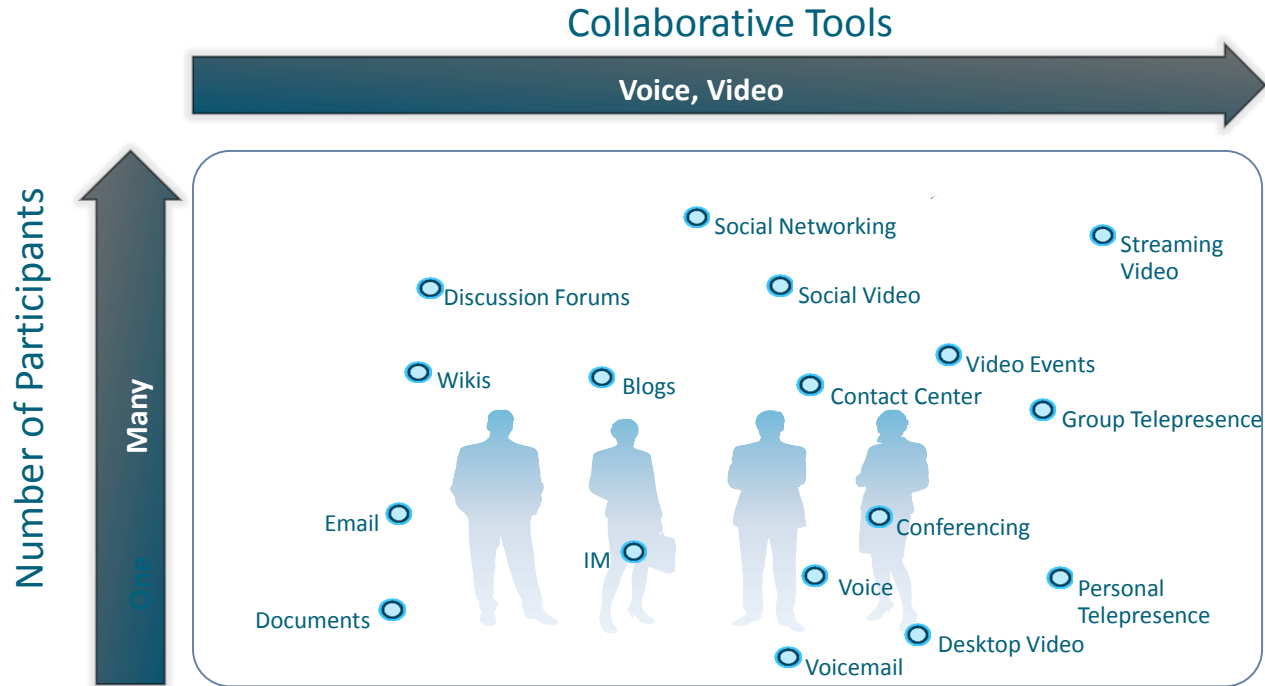 Collaborative Tools
Voice, Video
Number of Participants
Many
One
Social Networking
Streaming
Video
Discussion Forums
Social Video
Video Events
Wikis
Blogs
Contact Center
Group Telepresence
Email
Conferencing
IM
Voice
Personal
Telepresence
Documents
Desktop Video
Voicemail